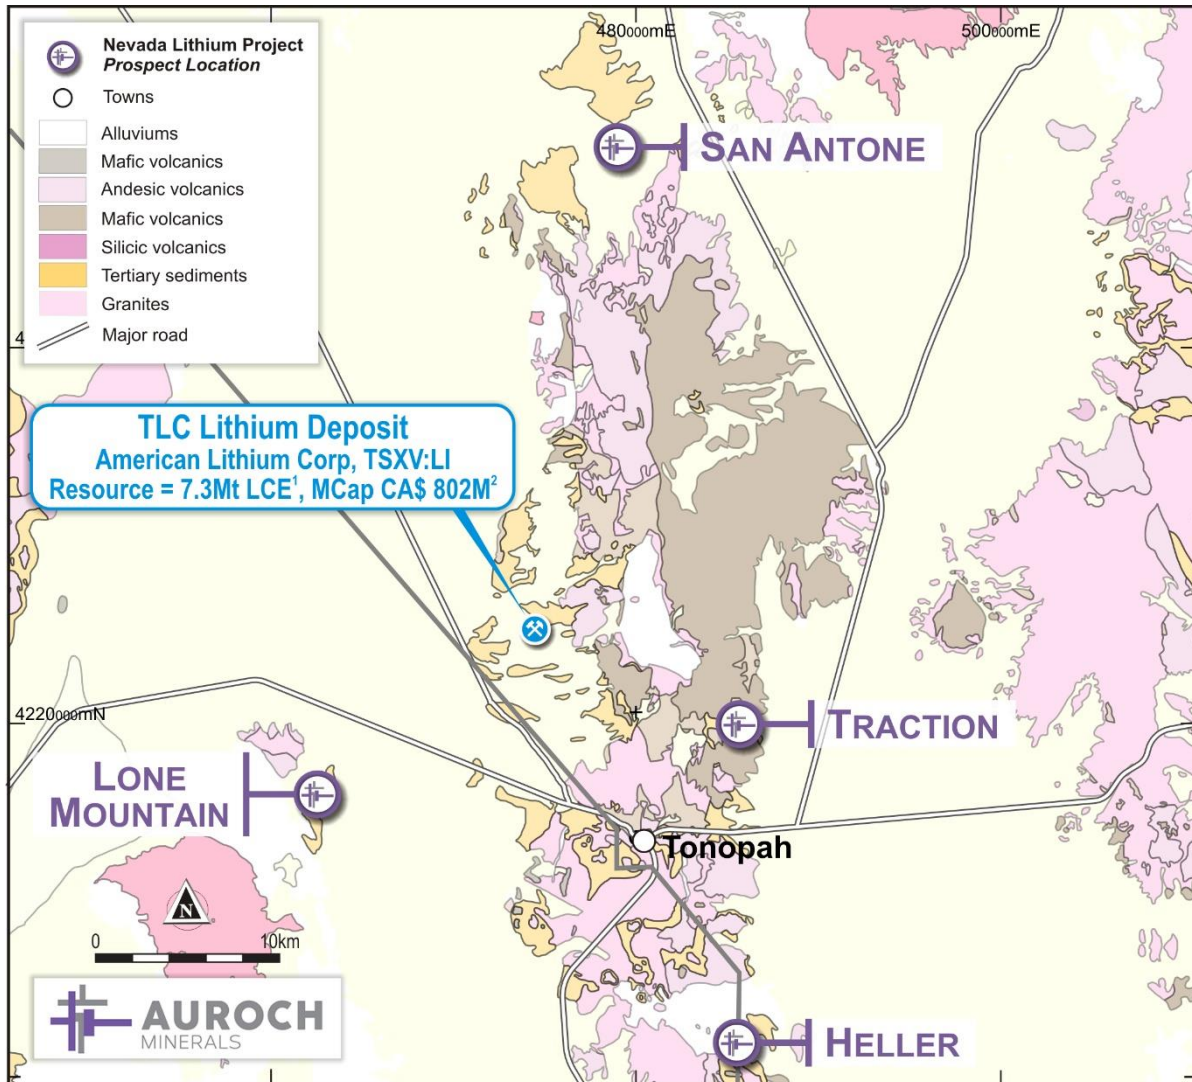 Nevada Lithium Project
Prospect Location
Towns
Alluviums
Mafic volcanics
Andesic volcanics
Mafic volcanics
Silicic volcanics
Tertiary sediments
Granites
Major road
480000mE
500000mE
SAN ANTONE
4
TLC Lithium Deposit
American Lithium Corp, TSXV:LI
Resource = 7.3Mt LCE¹, MCap CA$ 802M²
4220000mN
TRACTION
LONE
MOUNTAIN
Tonopah
N
0 10km
AUROCH
MINERALS
HELLER